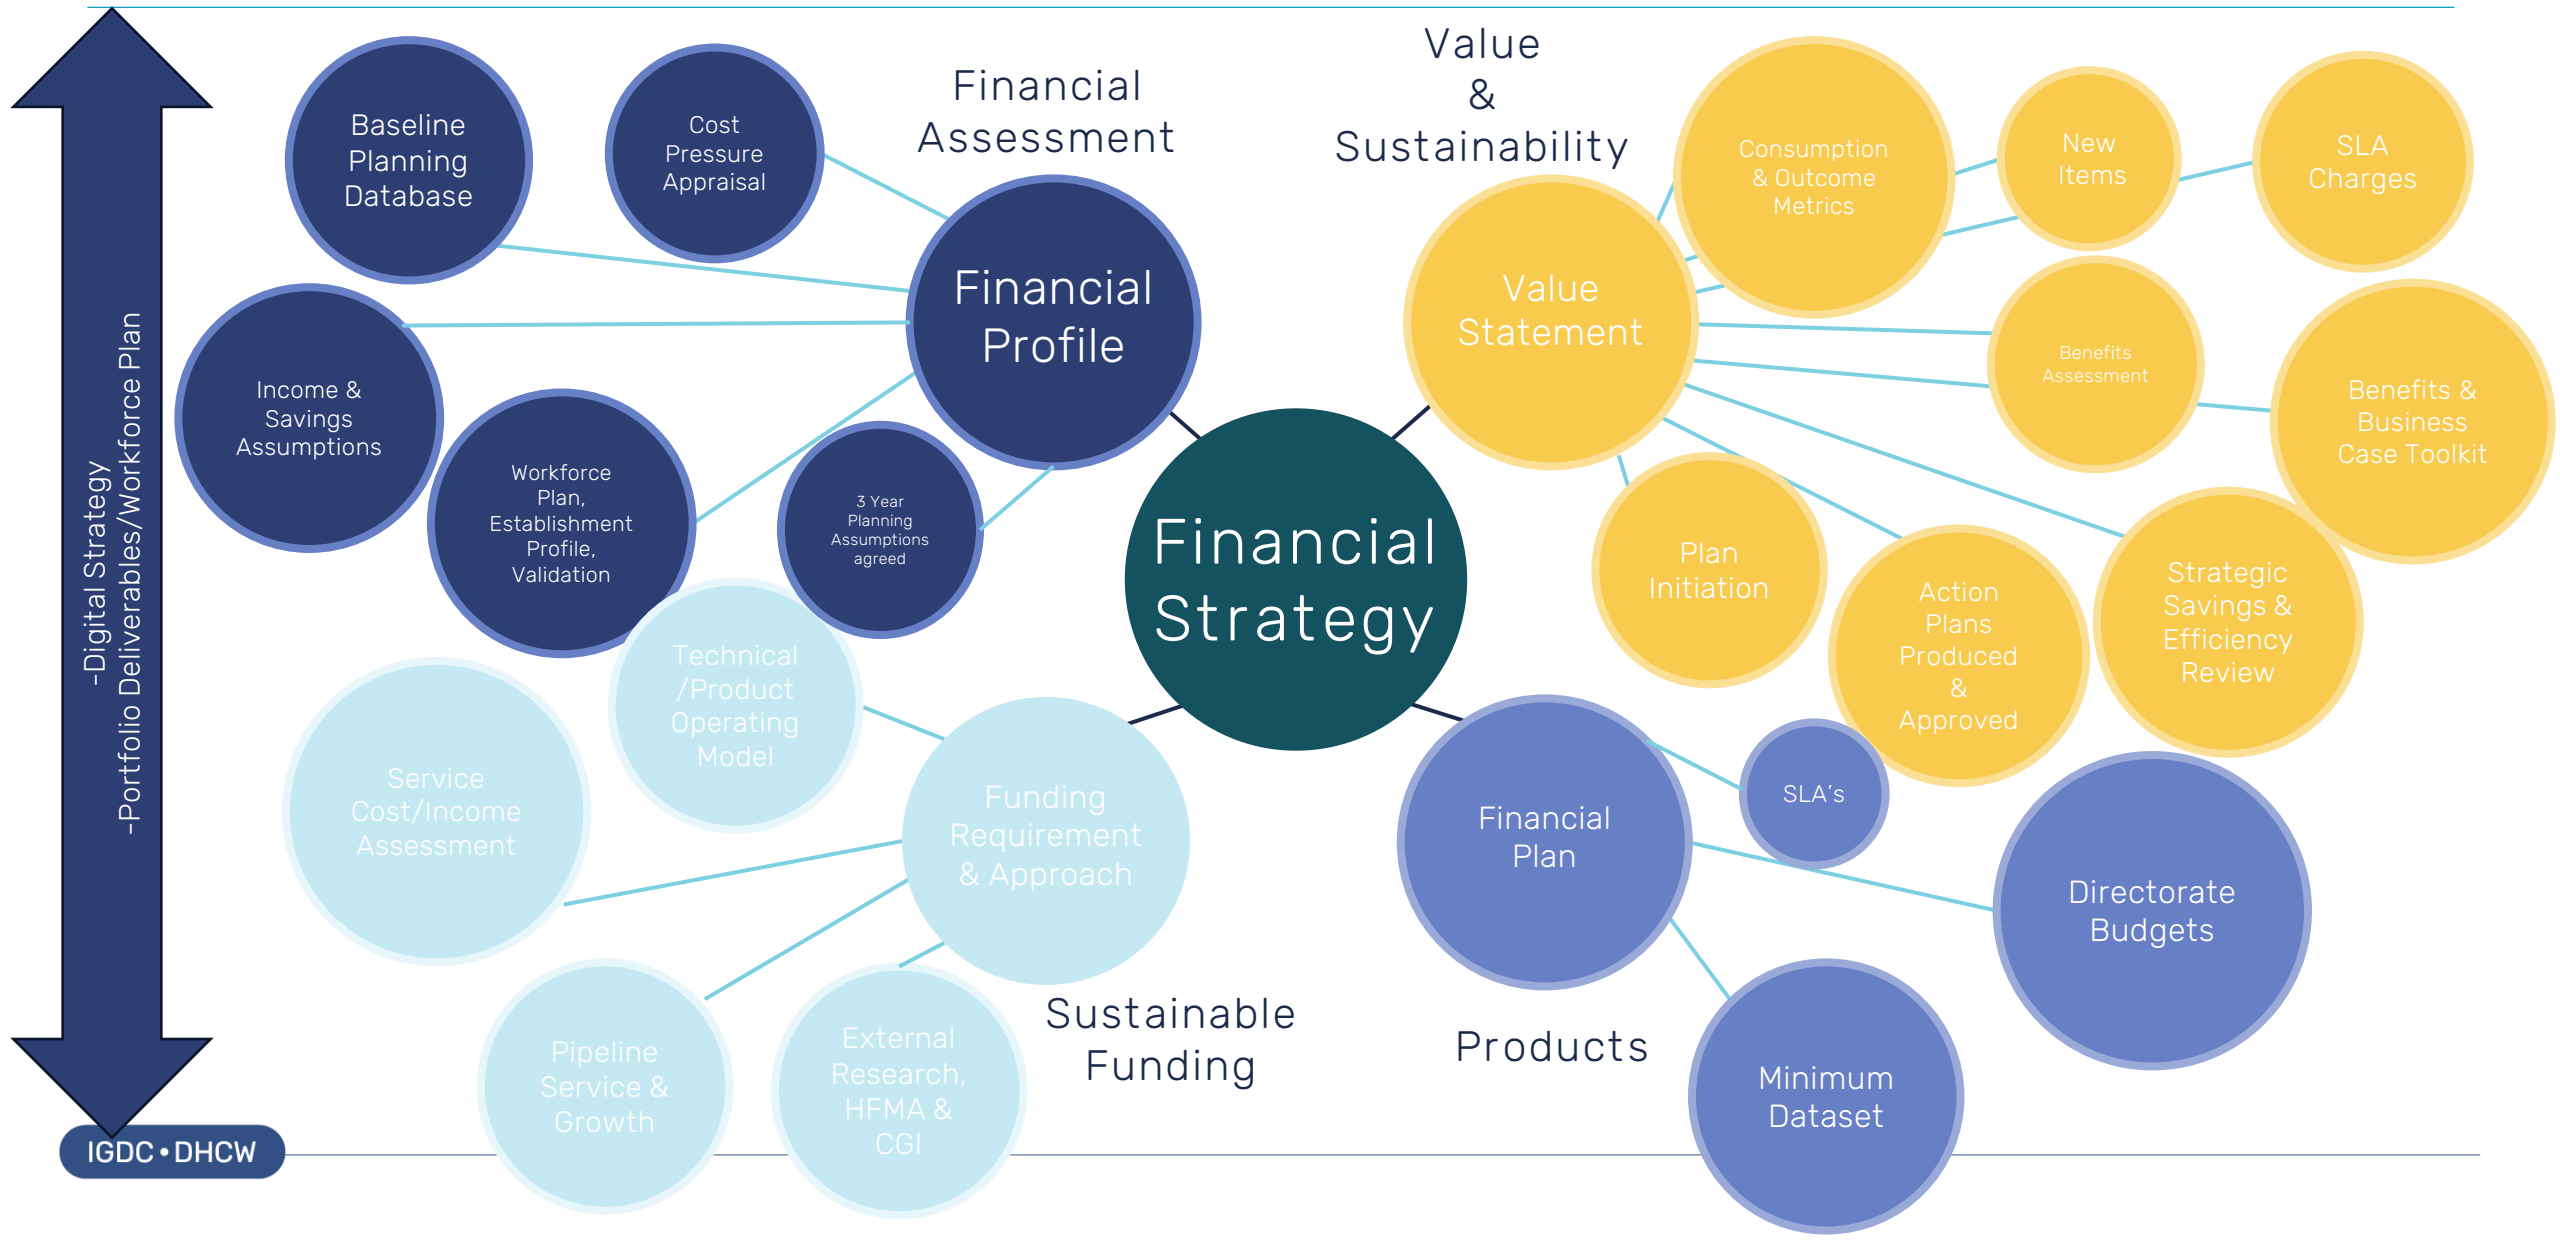 -Digital Strategy
-Portfolio Deliverables/Workforce Plan
Baseline
Planning
Database
Cost
Pressure
Appraisal
Financial
Assessment
Financial
Profile
Income &
Savings
Assumptions
Workforce
Plan,
Establishment
Profile,
Validation
3 Year
Planning
Assumptions
agreed
Value
&
Sustainability
Value
Statement
Consumption
& Outcome
Metrics
New
Items
SLA
Charges
Benefits
Assessment
Benefits &
Business
Case Toolkit
Plan
Initiation
Action
Plans
Produced
&
Approved
Strategic
Savings &
Efficiency
Review
Financial
Strategy
Technical
/Product
Operating
Model
Service
Cost/Income
Assessment
Funding
Requirement
& Approach
Pipeline
Service &
Growth
External
Research,
HFMA &
CGI
Sustainable
Funding
Financial
Plan
SLA's
Directorate
Budgets
Minimum
Dataset
Products
IGDC • DHCW